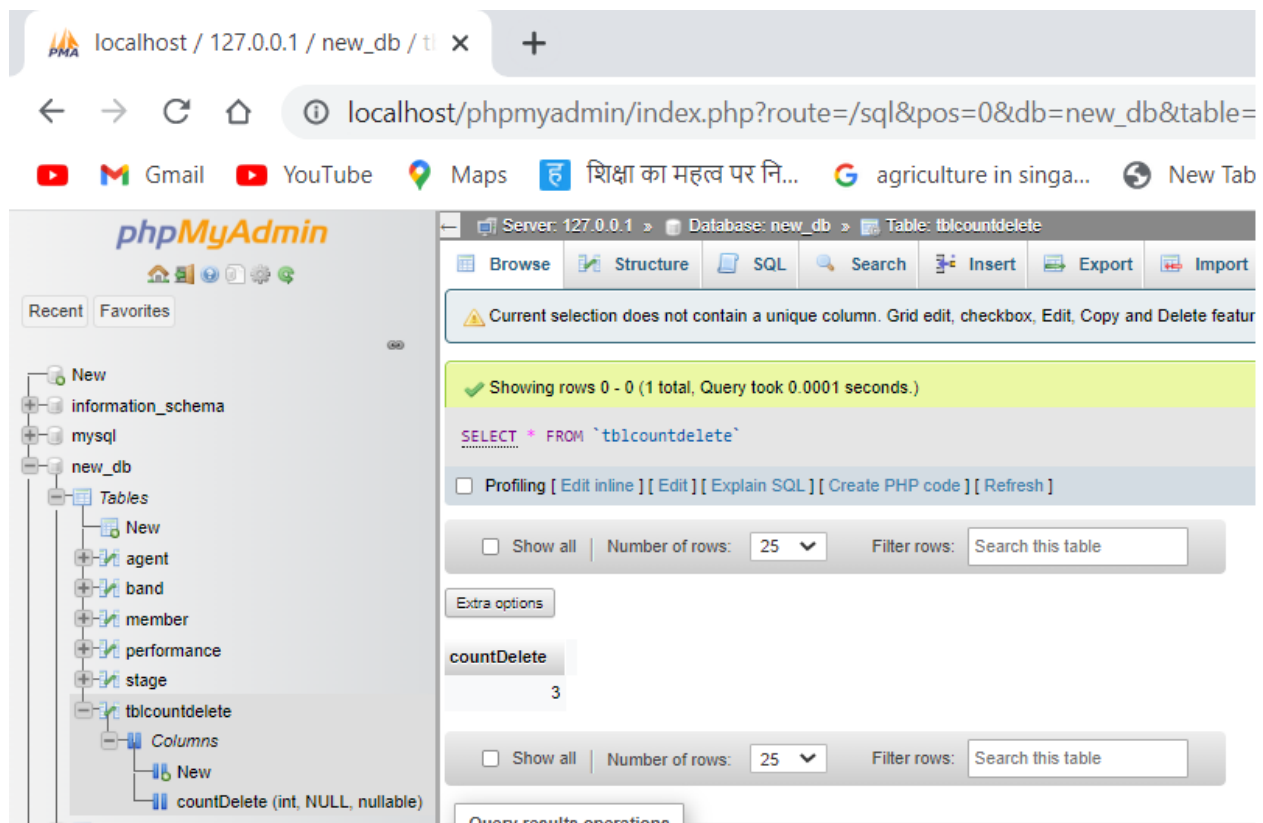 PMA localhost / 127.0.0.1 / new_db / tl
localhost/phpmyadmin/index.php?route=/sql&pos=0&db=new_db&table=
Gmail YouTube Maps ह शिक्षा का महत्व पर नि... G agriculture in singa... New Tab
phpMyAdmin
Recent Favorites
New
information_schema
mysql
new_db
Tables
New
agent
band
member
performance
stage
tblcountdelete
Columns
New
countDelete (int, NULL, nullable)
Server: 127.0.0.1 » Database: new_db » Table: tblcountdelete
Browse Structure SQL Search Insert Export Import
Current selection does not contain a unique column. Grid edit, checkbox, Edit, Copy and Delete featur
Showing rows 0 - 0 (1 total, Query took 0.0001 seconds.)
SELECT * FROM `tblcountdelete`
Profiling [ Edit inline ] [ Edit ] [ Explain SQL ] [ Create PHP code ] [ Refresh ]
Show all | Number of rows: 25 Filter rows: Search this table
Extra options
countDelete
3
Show all | Number of rows: 25 Filter rows: Search this table
Query results operations